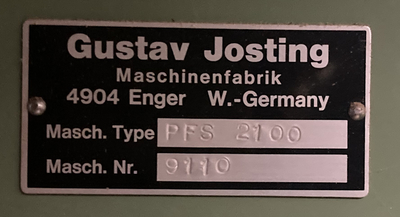 Gustav Josting
Maschinenfabrik
4904 Enger W.-Germany
Masch. Type PFS 2100
Masch. Nr. 9110